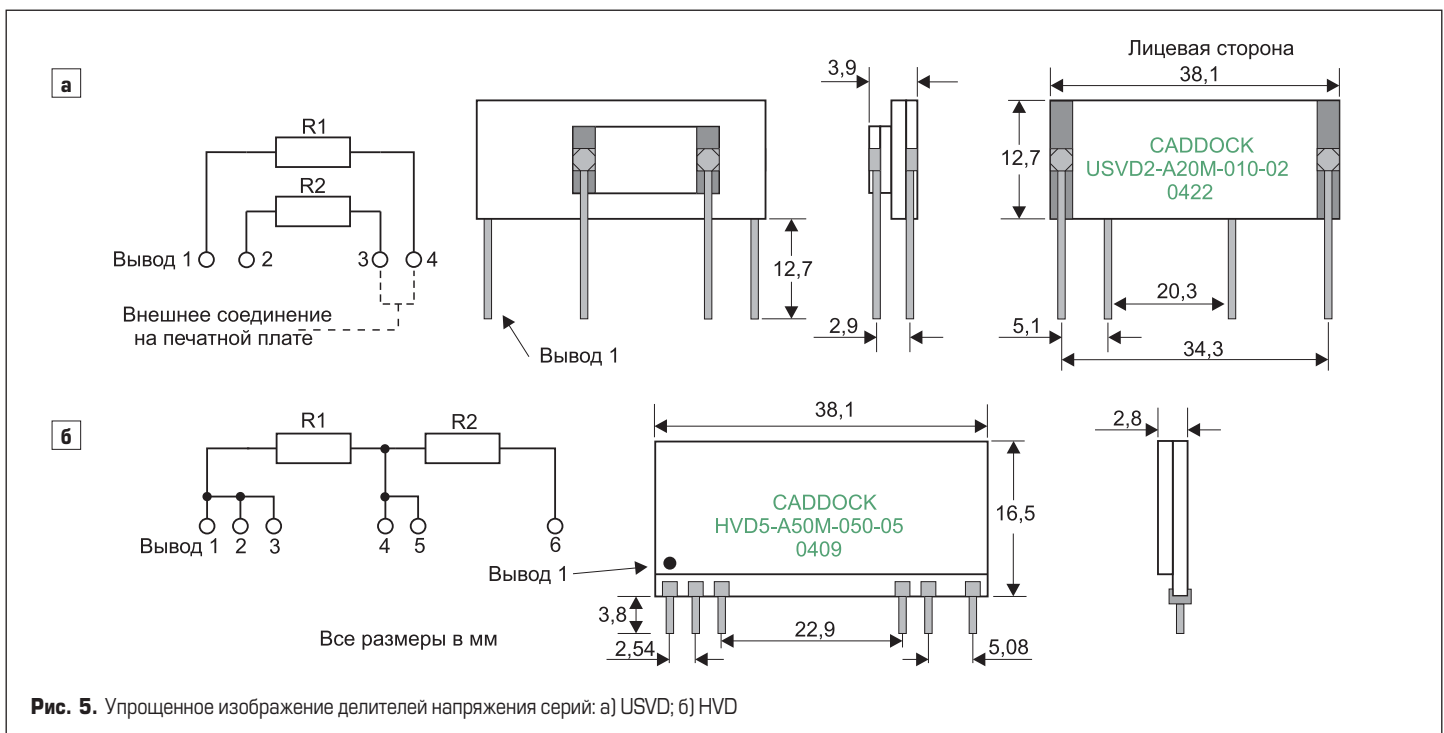 а
R1
R2
Вывод 1
2
3
4
Внешнее соединение
на печатной плате
12,7
Вывод 1
3,9
2,9
Лицевая сторона
38,1
12,7
CADDOCK
USVD2-A20M-010-02
0422
20,3
5,1
34,3
б
R1
R2
Вывод 1
2
3
4
5
6
Все размеры в мм
38,1
CADDOCK
HVD5-A50M-050-05
0409
16,5
Вывод 1
3,8
22,9
2,54
5,08
2,8
Рис. 5. Упрощенное изображение делителей напряжения серий: а) USVD; б) HVD